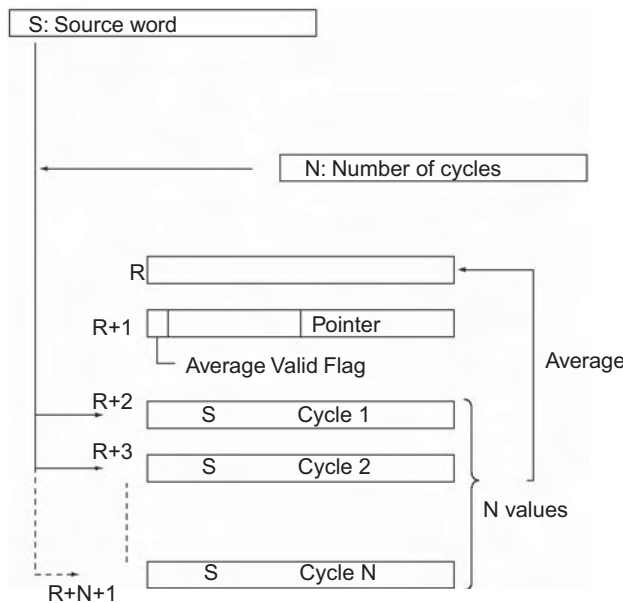 S: Source word
N: Number of cycles
R
R+1 Pointer
Average Valid Flag
Average
R+2 S Cycle 1
R+3 S Cycle 2
N values
S Cycle N
R+N+1